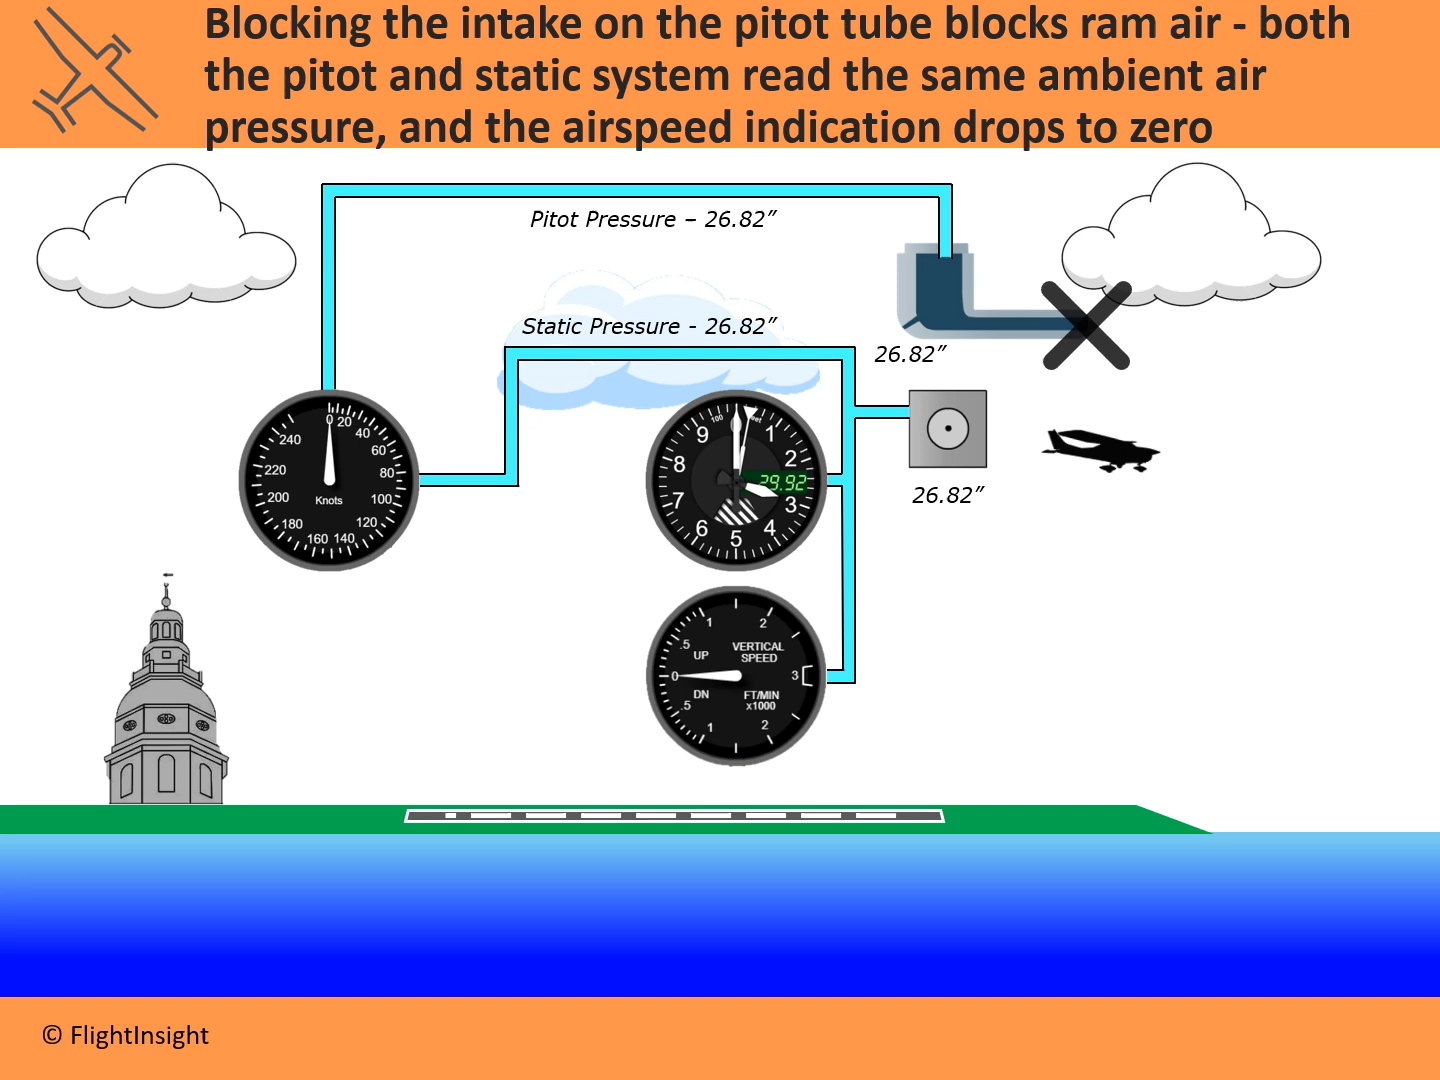 Blocking the intake on the pitot tube blocks ram air - both
the pitot and static system read the same ambient air
pressure, and the airspeed indication drops to zero
Pitot Pressure – 26.82”
Static Pressure - 26.82”
26.82”
26.82”
0
20
40
60
80
100
120
140
160
180
200
220
240
Knots
100
feet
1
2
3
4
5
6
7
8
9
29.92
1
2
.5
UP
VERTICAL
SPEED
0
3
DN
.5
FT/MIN
x1000
1
2
© FlightInsight